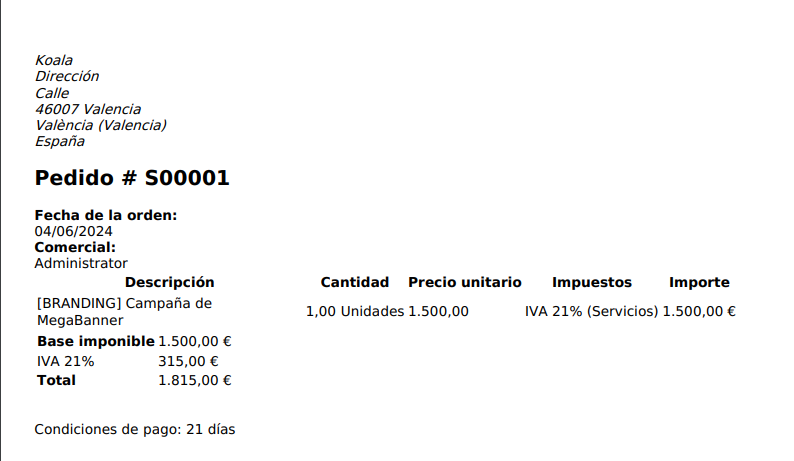 Koala
Dirección
Calle
46007 Valencia
València (Valencia)
España
Pedido # S00001
Fecha de la orden:
04/06/2024
Comercial:
Administrator
Descripción Cantidad Precio unitario Impuestos Importe
[BRANDING] Campaña de
MegaBanner 1,00 Unidades 1.500,00 IVA 21% (Servicios) 1.500,00 €
Base imponible 1.500,00 €
IVA 21% 315,00 €
Total 1.815,00 €
Condiciones de pago: 21 días